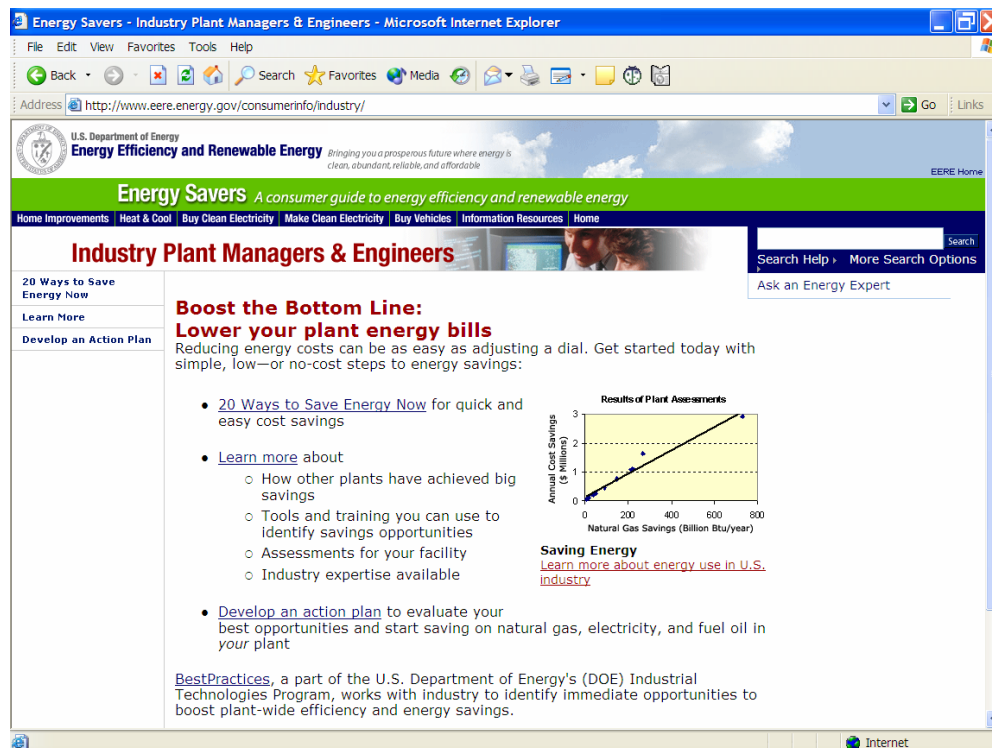 Energy Savers - Industry Plant Managers & Engineers - Microsoft Internet Explorer
File Edit View Favorites Tools Help
Back Search Favorites Media
Address http://www.eere.energy.gov/consumerinfo/industry/ Go Links
U.S. Department of Energy
Energy Efficiency and Renewable Energy Bringing you a prosperous future where energy is
clean, abundant, reliable, and affordable
EERE Home
Energy Savers A consumer guide to energy efficiency and renewable energy
Home Improvements Heat & Cool Buy Clean Electricity Make Clean Electricity Buy Vehicles Information Resources Home
Industry Plant Managers & Engineers
Search
Search Help More Search Options
Ask an Energy Expert
20 Ways to Save
Energy Now
Learn More
Develop an Action Plan
Boost the Bottom Line:
Lower your plant energy bills
Reducing energy costs can be as easy as adjusting a dial. Get started today with
simple, low—or no-cost steps to energy savings:
• 20 Ways to Save Energy Now for quick and
easy cost savings
• Learn more about
○ How other plants have achieved big
savings
○ Tools and training you can use to
identify savings opportunities
○ Assessments for your facility
○ Industry expertise available
Results of Plant Assessments
Annual Cost Savings
($ Millions)
3
2
1
0
0 200 400 600 800
Natural Gas Savings (Billion Btu/year)
Saving Energy
Learn more about energy use in U.S.
industry
• Develop an action plan to evaluate your
best opportunities and start saving on natural gas, electricity, and fuel oil in
your plant
BestPractices, a part of the U.S. Department of Energy's (DOE) Industrial
Technologies Program, works with industry to identify immediate opportunities to
boost plant-wide efficiency and energy savings.
Internet